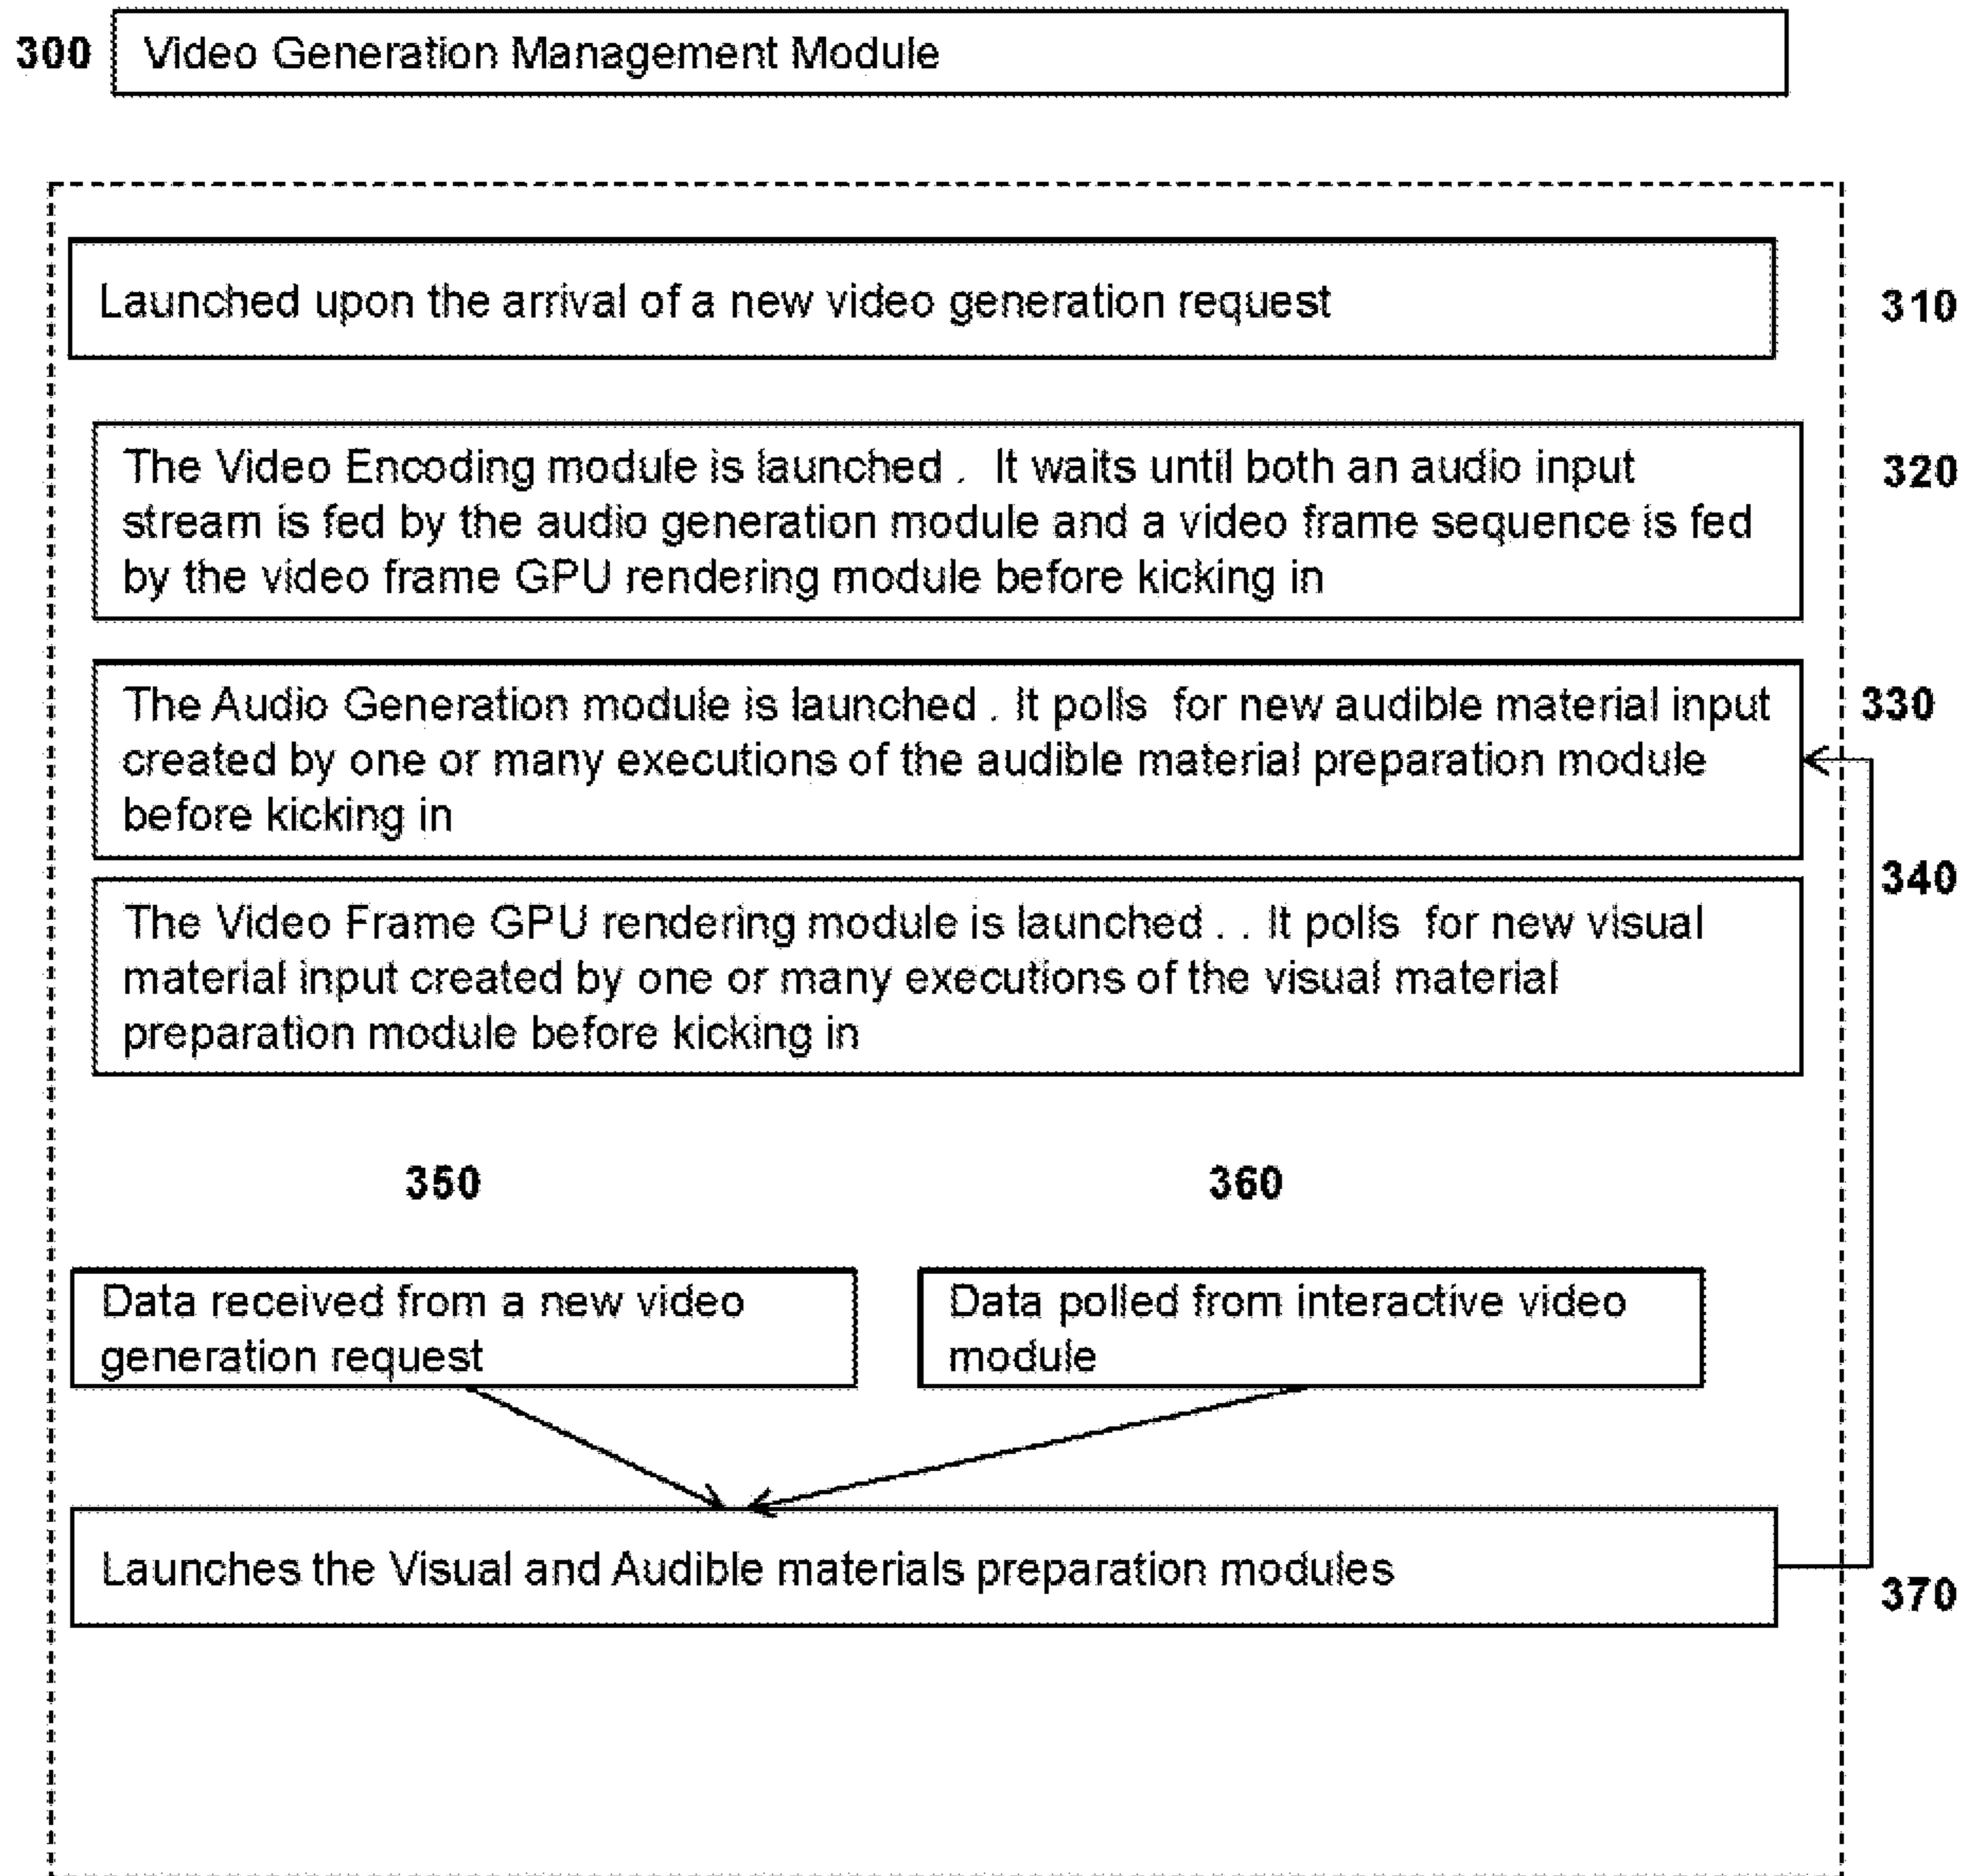 300 Video Generation Management Module
Launched upon the arrival of a new video generation request
310
The Video Encoding module is launched . It waits until both an audio input
stream is fed by the audio generation module and a video frame sequence is fed
by the video frame GPU rendering module before kicking in
320
The Audio Generation module is launched . It polls for new audible material input
created by one or many executions of the audible material preparation module
before kicking in
330
The Video Frame GPU rendering module is launched . . It polls for new visual
material input created by one or many executions of the visual material
preparation module before kicking in
340
350
360
Data received from a new video
generation request
Data polled from interactive video
module
Launches the Visual and Audible materials preparation modules
370